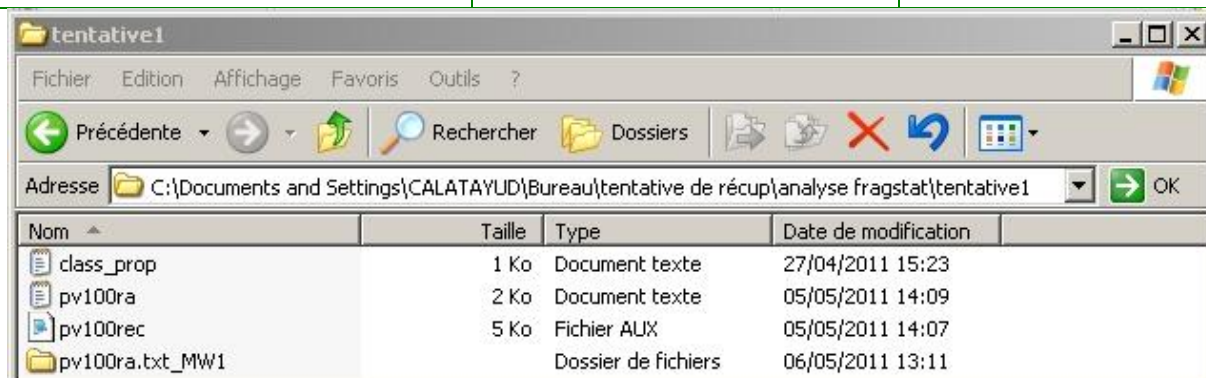 tentative1
Fichier Edition Affichage Favoris Outils ?
Précédente Rechercher Dossiers
Adresse C:\Documents and Settings\CALATAYUD\Bureau\tentative de récup\analyse fragstat\tentative1 OK
Nom Taille Type Date de modification
class_prop 1 Ko Document texte 27/04/2011 15:23
pv100ra 2 Ko Document texte 05/05/2011 14:09
pv100rec 5 Ko Fichier AUX 05/05/2011 14:07
pv100ra.txt_MW1 Dossier de fichiers 06/05/2011 13:11